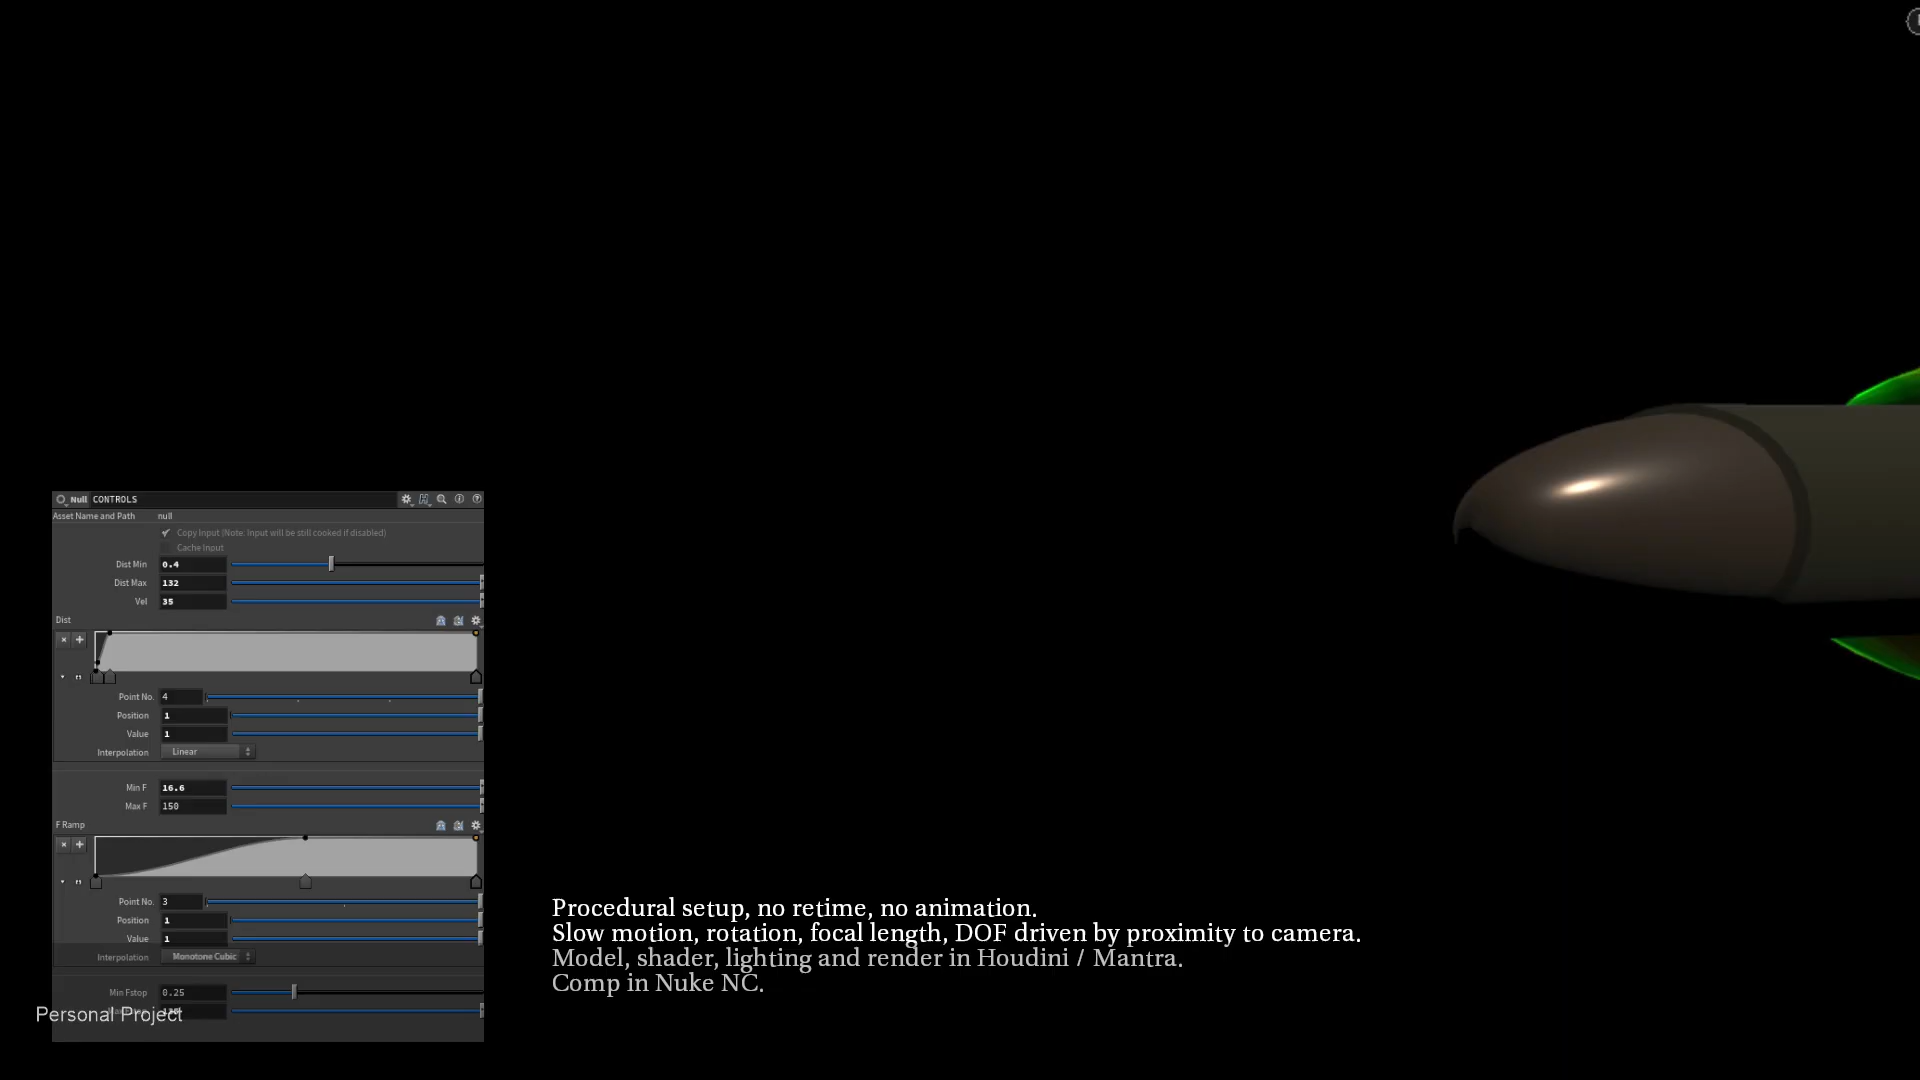 Null CONTROLS
Asset Name and Path null
Copy Input (Note: Input will be still cooked if disabled)
Cache Input
Dist Min 0.4
Dist Max 132
Vel 35
Dist
Point No. 4
Position 1
Value 1
Interpolation Linear
Min F 16.6
Max F 150
F Ramp
Point No. 3
Position 1
Value 1
Interpolation Monotone Cubic
Min Fstop 0.25
Personal Project
Procedural setup, no retime, no animation.
Slow motion, rotation, focal length, DOF driven by proximity to camera.
Model, shader, lighting and render in Houdini / Mantra.
Comp in Nuke NC.